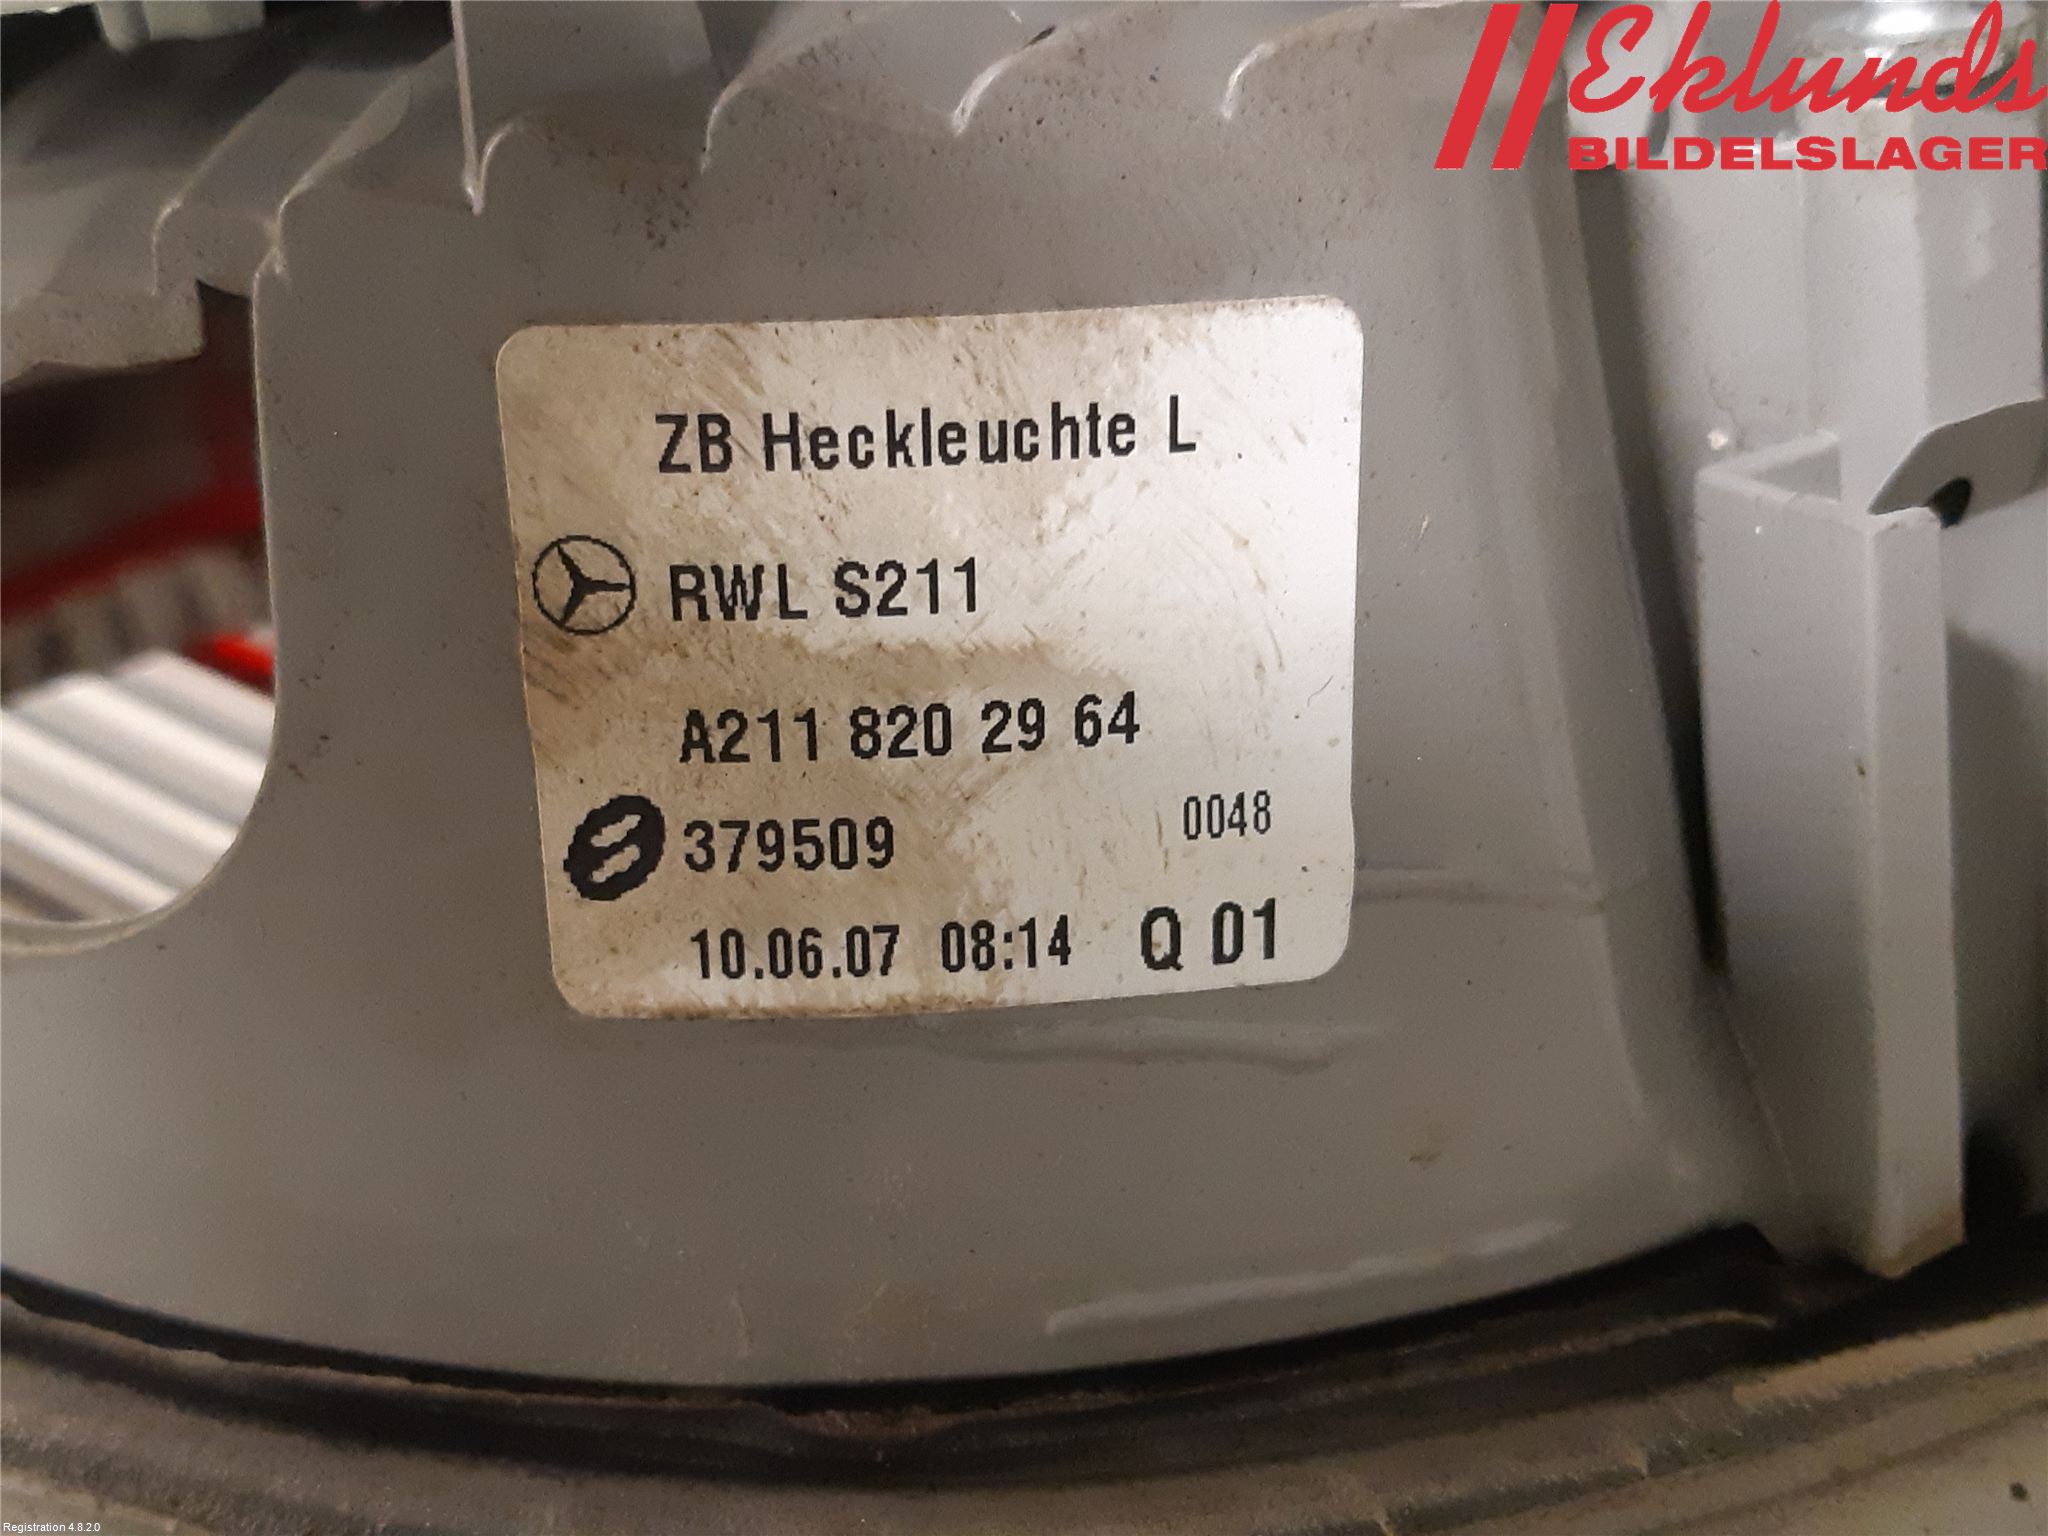 Eklunds
BILDELSLAGER
ZB Heckleuchte L
RWL S211
A211 820 29 64
379509 0048
10.06.07 08:14 Q 01
Registration 4.8.2.0